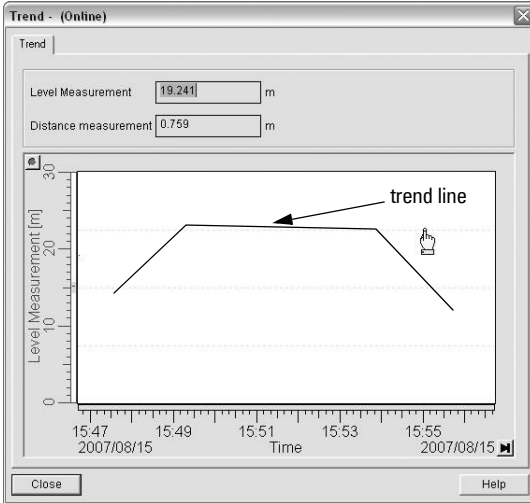 Trend - (Online)
Trend
Level Measurement 19.241 m
Distance measurement 0.759 m
30
20
10
0
Level Measurement [m]
trend line
15:47 15:49 15:51 15:53 15:55
2007/08/15 Time 2007/08/15
Close Help